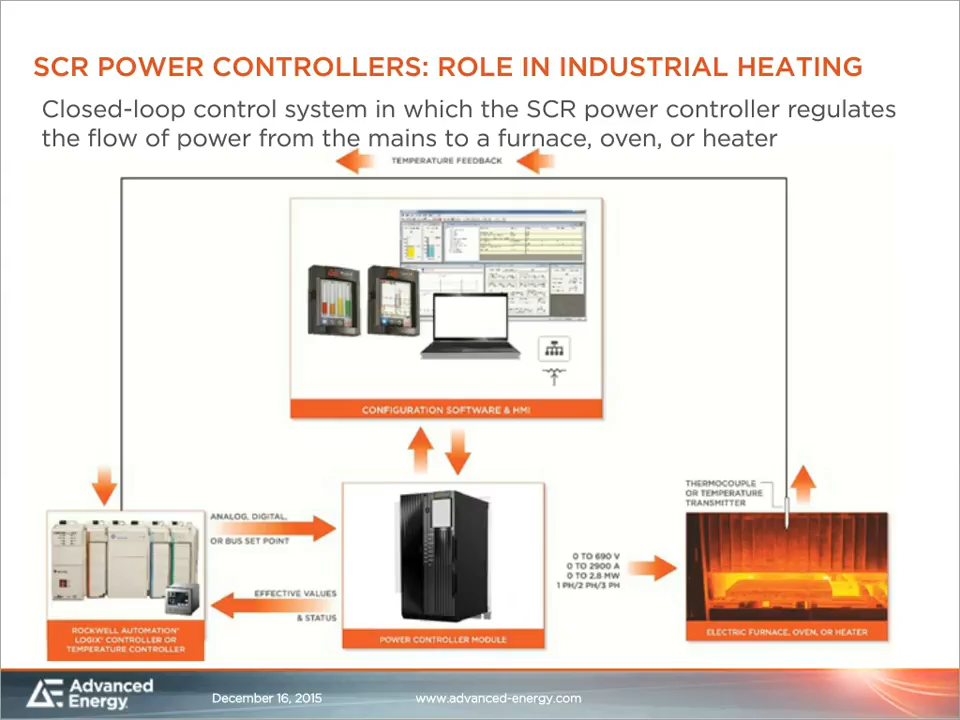 SCR POWER CONTROLLERS: ROLE IN INDUSTRIAL HEATING
Closed-loop control system in which the SCR power controller regulates
the flow of power from the mains to a furnace, oven, or heater
TEMPERATURE FEEDBACK
CONFIGURATION SOFTWARE & HMI
THERMOCOUPLE
OR TEMPERATURE
TRANSMITTER
ANALOG, DIGITAL,
OR BUS SET POINT
EFFECTIVE VALUES
& STATUS
0 TO 690 V
0 TO 2900 A
0 TO 2.8 MW
1 PH/2 PH/3 PH
ROCKWELL AUTOMATION®
LOGIX® CONTROLLER OR
TEMPERATURE CONTROLLER
POWER CONTROLLER MODULE
ELECTRIC FURNACE, OVEN, OR HEATER
Advanced
Energy.
December 16, 2015
www.advanced-energy.com